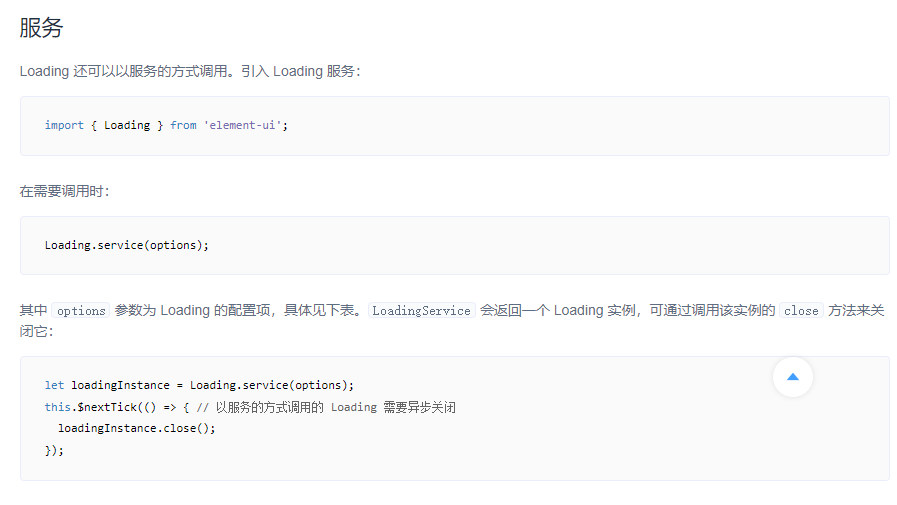 服务
Loading 还可以以服务的方式调用。引入 Loading 服务：
import { Loading } from 'element-ui';
在需要调用时：
Loading.service(options);
其中 options 参数为 Loading 的配置项，具体见下表。LoadingService 会返回一个 Loading 实例，可通过调用该实例的 close 方法来关
闭它：
let loadingInstance = Loading.service(options);
this.$nextTick(() => { // 以服务的方式调用的 Loading 需要异步关闭
  loadingInstance.close();
});